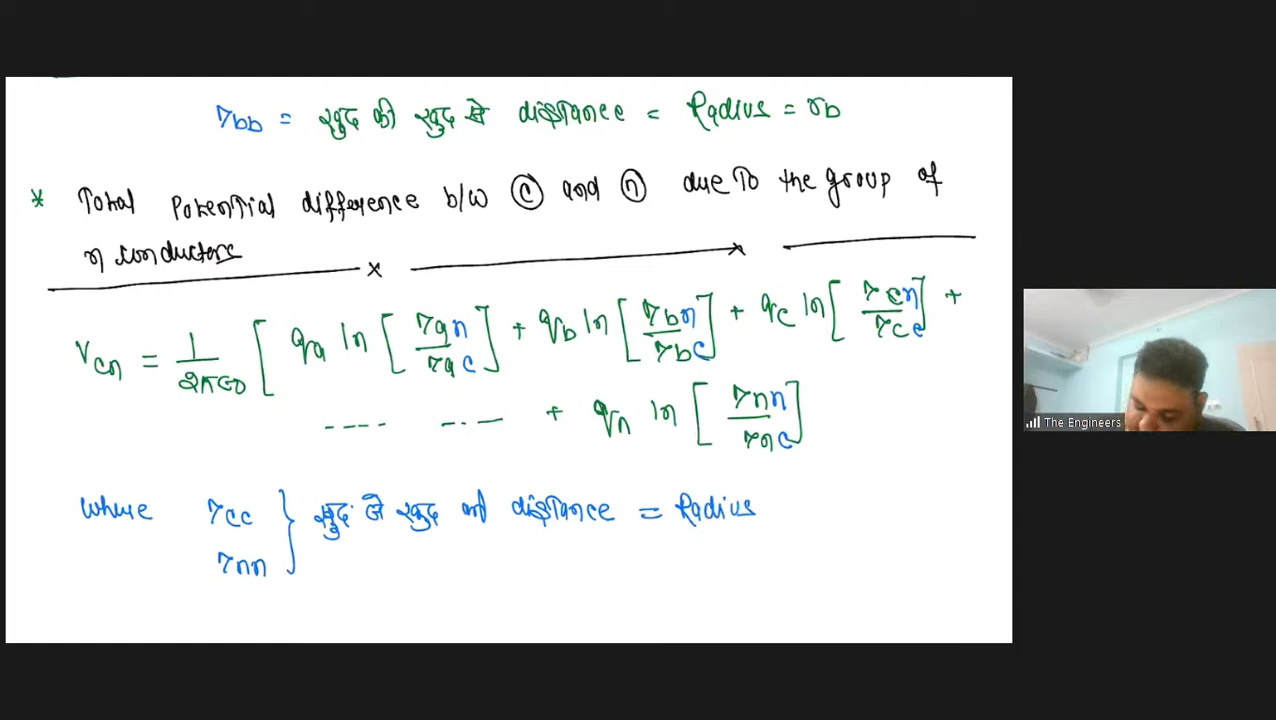 rbb = खुद की खुद से distance = Radius = rb
* Total Potential difference b/w (c) and (n) due To the group of
n conductors
Vcn = 1/2πε0 [ qa ln [ran/rac] + qb ln [rbn/rbc] + qc ln [rcn/rcc] +
---- -.-- + qn ln [rnn/rnc]
The Engineers
where rcc } खुद से खुद की distance = Radius
rnn